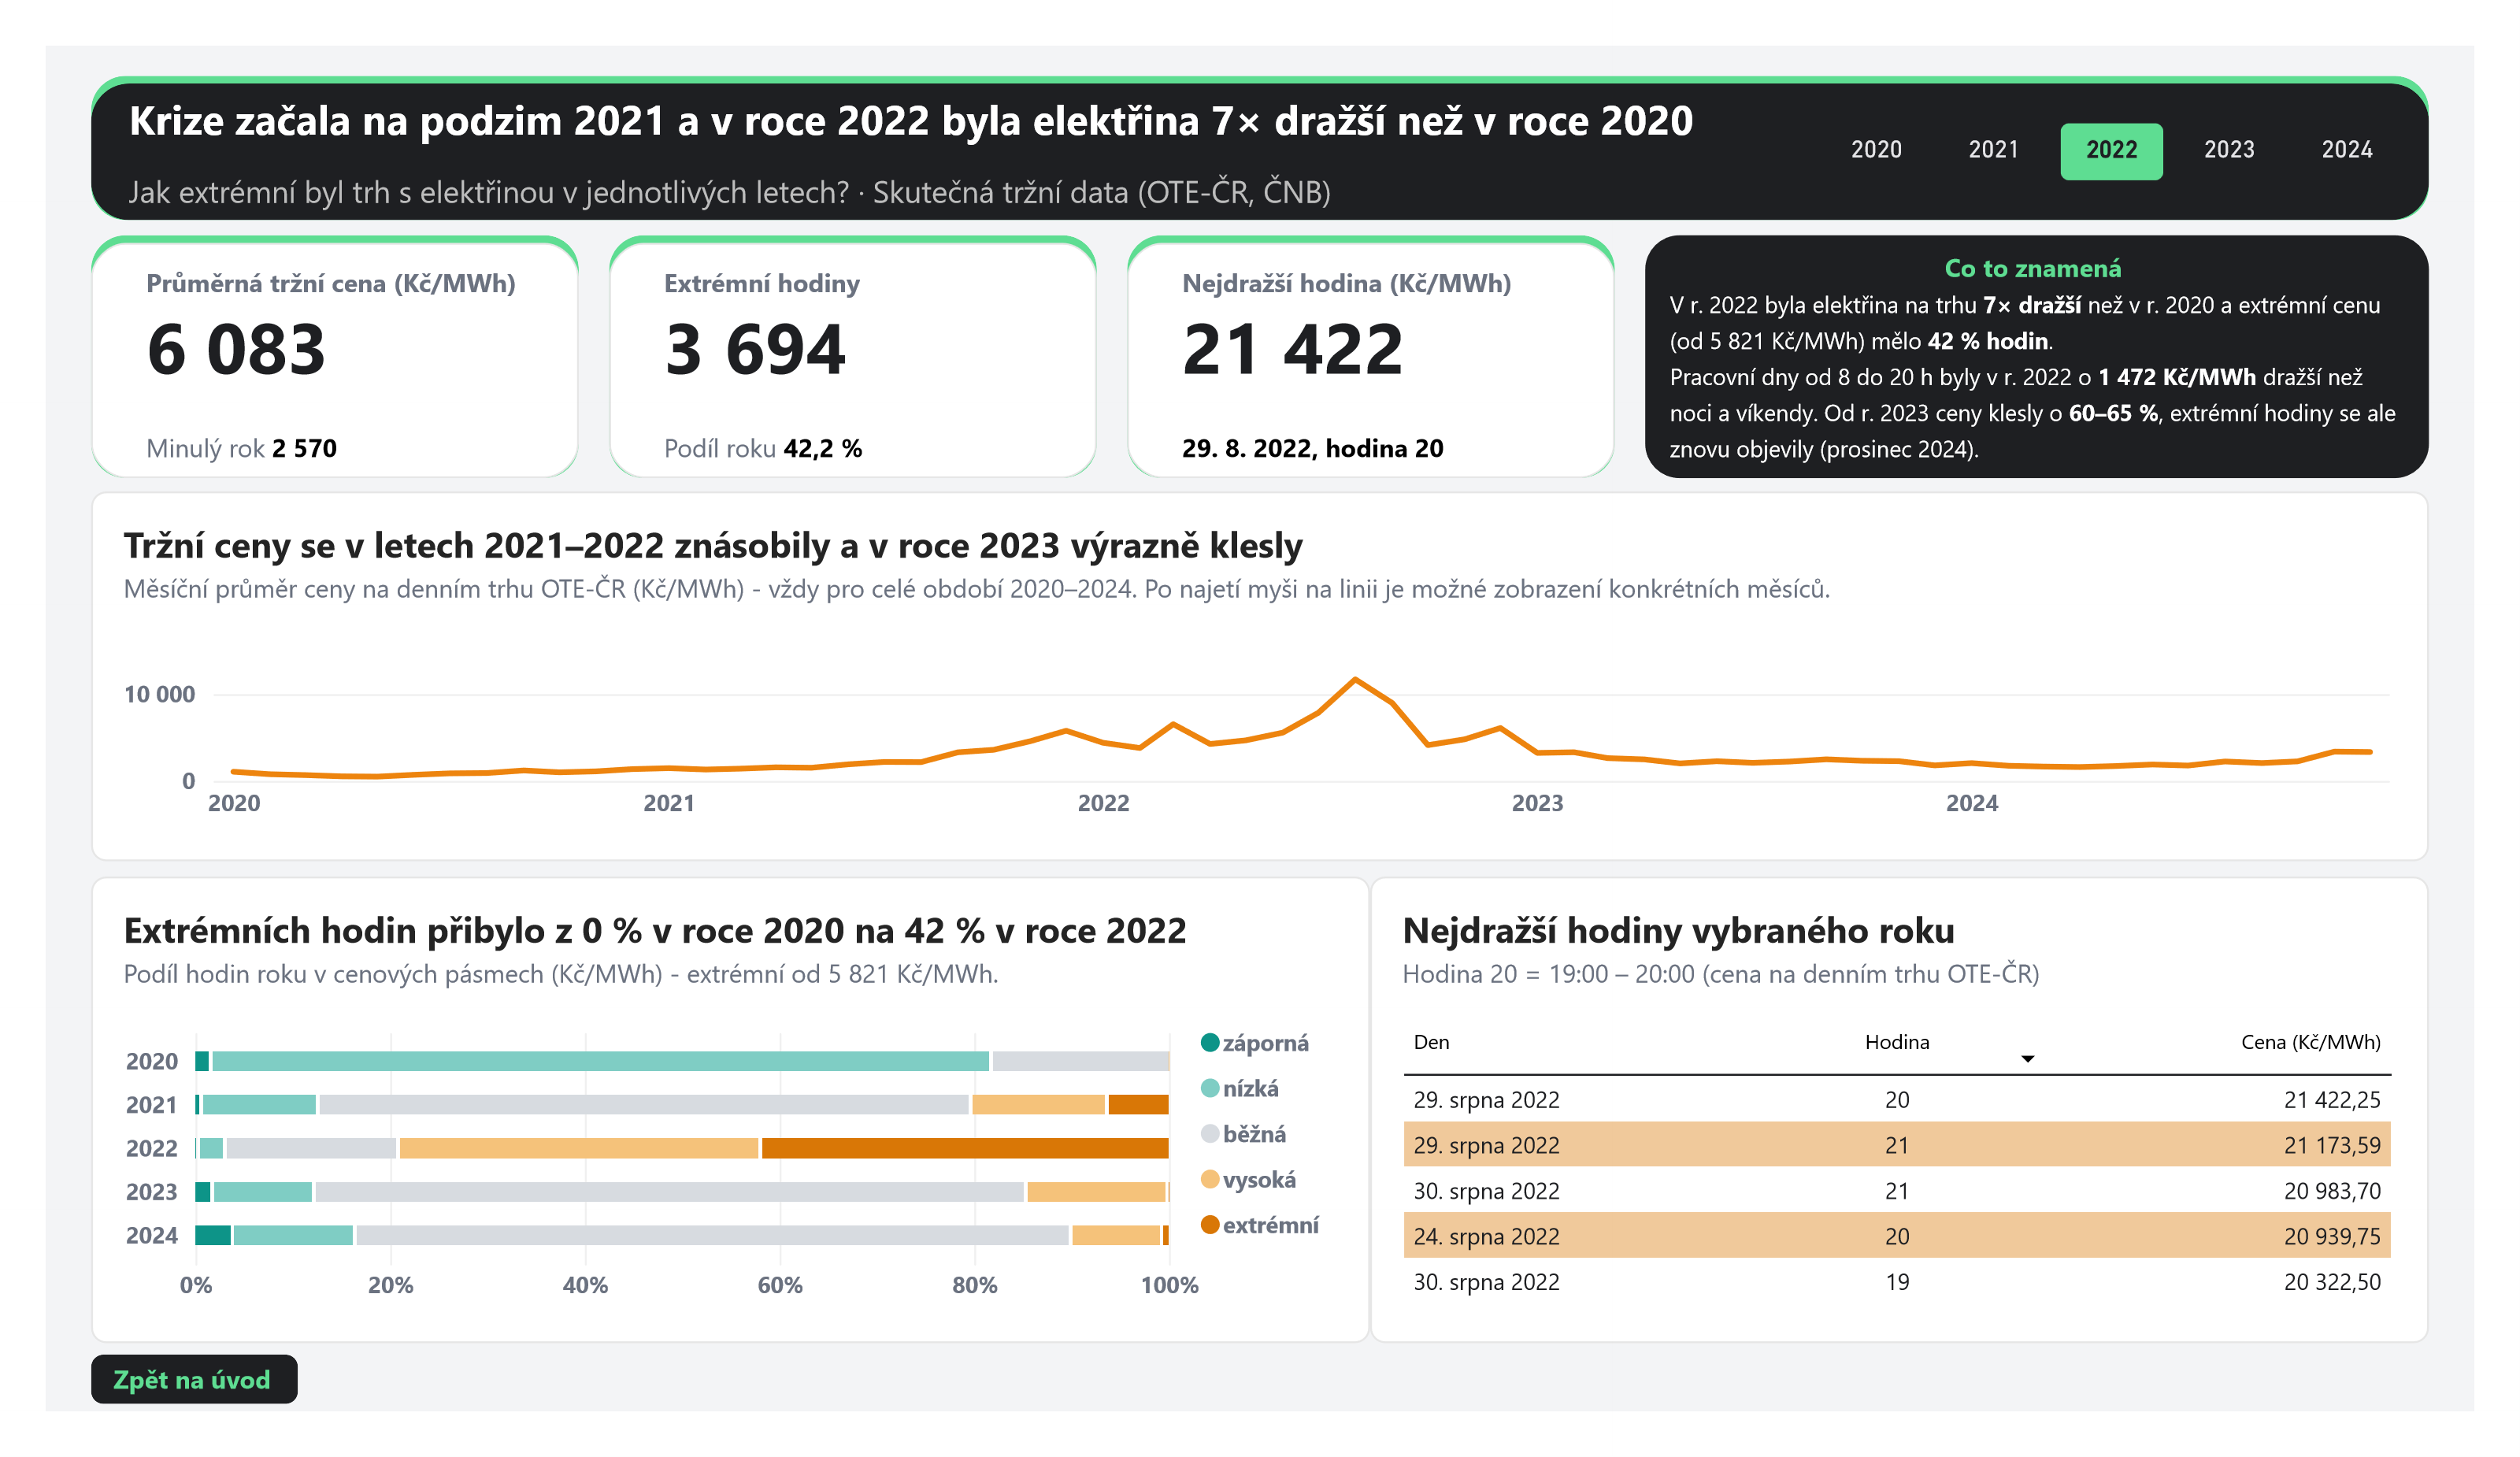 Krize začala na podzim 2021 a v roce 2022 byla elektřina 7× dražší než v roce 2020
Jak extrémní byl trh s elektřinou v jednotlivých letech? · Skutečná tržní data (OTE-ČR, ČNB)
2020 2021 2022 2023 2024
Průměrná tržní cena (Kč/MWh)
6 083
Minulý rok 2 570
Extrémní hodiny
3 694
Podíl roku 42,2 %
Nejdražší hodina (Kč/MWh)
21 422
29. 8. 2022, hodina 20
Co to znamená
V r. 2022 byla elektřina na trhu 7× dražší než v r. 2020 a extrémní cenu
(od 5 821 Kč/MWh) mělo 42 % hodin.
Pracovní dny od 8 do 20 h byly v r. 2022 o 1 472 Kč/MWh dražší než
noci a víkendy. Od r. 2023 ceny klesly o 60–65 %, extrémní hodiny se ale
znovu objevily (prosinec 2024).
Tržní ceny se v letech 2021–2022 znásobily a v roce 2023 výrazně klesly
Měsíční průměr ceny na denním trhu OTE-ČR (Kč/MWh) - vždy pro celé období 2020–2024. Po najetí myši na linii je možné zobrazení konkrétních měsíců.
10 000
0
2020 2021 2022 2023 2024
Extrémních hodin přibylo z 0 % v roce 2020 na 42 % v roce 2022
Podíl hodin roku v cenových pásmech (Kč/MWh) - extrémní od 5 821 Kč/MWh.
2020
2021
2022
2023
2024
0% 20% 40% 60% 80% 100%
záporná
nízká
běžná
vysoká
extrémní
Nejdražší hodiny vybraného roku
Hodina 20 = 19:00 – 20:00 (cena na denním trhu OTE-ČR)
Den Hodina Cena (Kč/MWh)
29. srpna 2022 20 21 422,25
29. srpna 2022 21 21 173,59
30. srpna 2022 21 20 983,70
24. srpna 2022 20 20 939,75
30. srpna 2022 19 20 322,50
Zpět na úvod